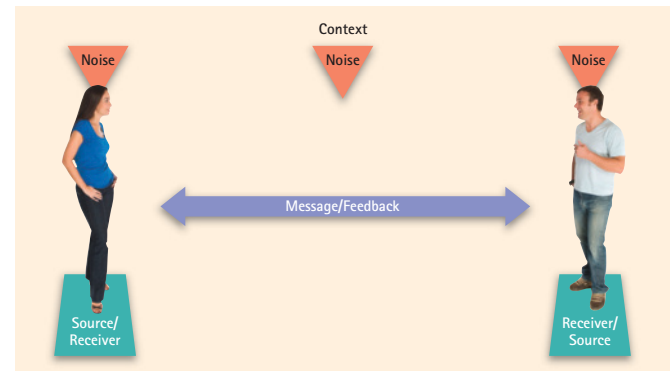 Context
Noise
Noise
Noise
Message/Feedback
Source/
Receiver
Receiver/
Source